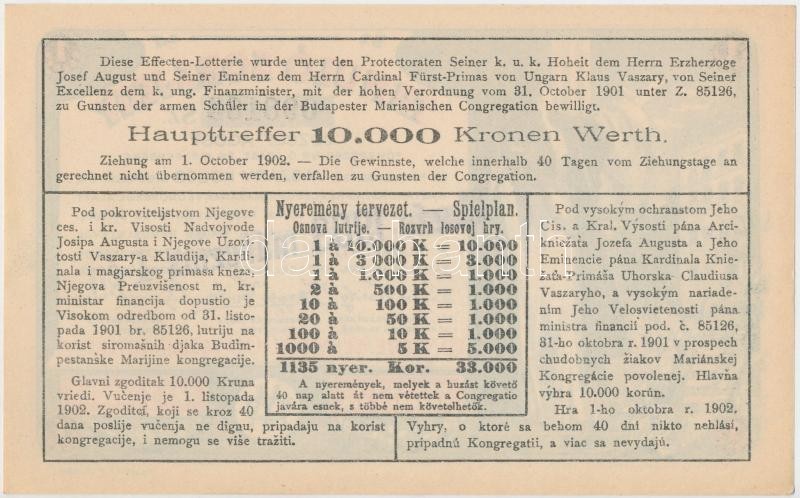 Diese Effecten-Lotterie wurde unter den Protectoraten Seiner k. u. k. Hoheit dem Herrn Erzherzoge
Josef August und Seiner Eminenz dem Herrn Cardinal Fürst-Primas von Ungarn Klaus Vaszary, von Seiner
Excellenz dem k. ung. Finanzminister, mit der hohen Verordnung vom 31. October 1901 unter Z. 85126,
zu Gunsten der armen Schüler in der Budapester Marianischen Congregation bewilligt.
Haupttreffer 10.000 Kronen Werth.
Ziehung am 1. October 1902. — Die Gewinnste, welche innerhalb 40 Tagen vom Ziehungstage an
gerechnet nicht übernommen werden, verfallen zu Gunsten der Congregation.
Pod pokroviteljstvom Njegove
ces. i kr. Visosti Nadvojvode
Josipa Augusta i Njegove Uzoritosti
Vaszary-a Klaudija, Kardinala
i magjarskog primasa kneza,
Njegova Preuzvišenost m. kr.
ministar financija dopustio je
Visokom odredbom od 31. listopada
1901 br. 85126, lutriju na
korist siromašnih djaka Budimpestanske
Marijine kongregacije.
Glavni zgoditak 10.000 Kruna
vriedi. Vučenje je 1. listopada
1902. Zgoditci, koji se kroz 40
dana poslije vučenja ne dignu, pripadaju na korist
kongregacije, i nemogu se više tražiti.
Nyeremény tervezet. — Spielplan.
Osnova lutrije. — Rozvrh losovoj hry.
1 à 10.000 K = 10.000
1 à 3 000 K = 3.000
1 à 1.000 K = 1.000
2 à 500 K = 1.000
10 à 100 K = 1.000
20 à 50 K = 1.000
100 à 10 K = 1.000
1000 à 5 K = 5.000
1135 nyer. Kor. 33.000
A nyeremények, melyek a huzást követő
40 nap alatt át nem vétettek a Congregatio
javára esnek, s többé nem követelhetők.
Pod vysokým ochranstom Jeho
Cis. a Kral. Výsosti pána Arcikniežaťa
Jozefa Augusta a Jeho
Eminencie pána Kardinala Kniežaťa-Primáša
Uhorska Claudiusa
Vaszaryho, a vysokým nariadením
Jeho Velosvietenosti pána
ministra financií pod. č. 85126,
31-ho oktobra r. 1901 v prospech
chudobnych žiakov Mariánskej
Kongregácie povolenej. Hlavňa
výhra 10.000 korún.
Hra 1-ho oktobra r. 1902.
Vyhry, o ktoré sa behom 40 dní nikto nehlási,
pripadnú Kongregatii, a viac sa nevydajú.